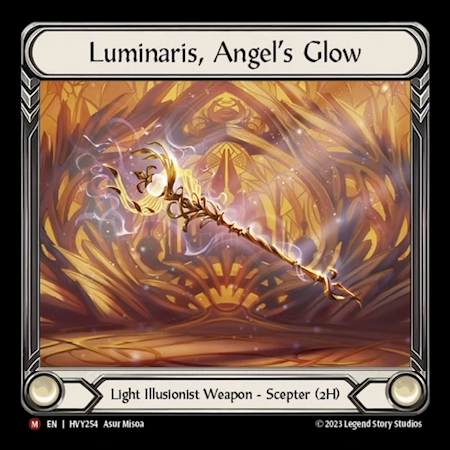 Luminaris, Angel's Glow
Light Illusionist Weapon - Scepter (2H)
M EN | HVY254 Asur Misoa © 2023 Legend Story Studios